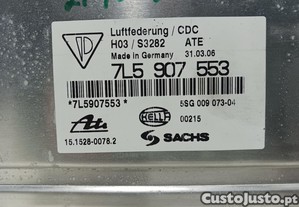 Luftfederung / CDC
H03 / S3282 ATE
Made in Germany 31.03.06
7L5 907 553
*7L5907553*
5SG 009 073-04
Ate
HELLA
00215
SACHS
15.1528-0078.2
CustoJusto.pt